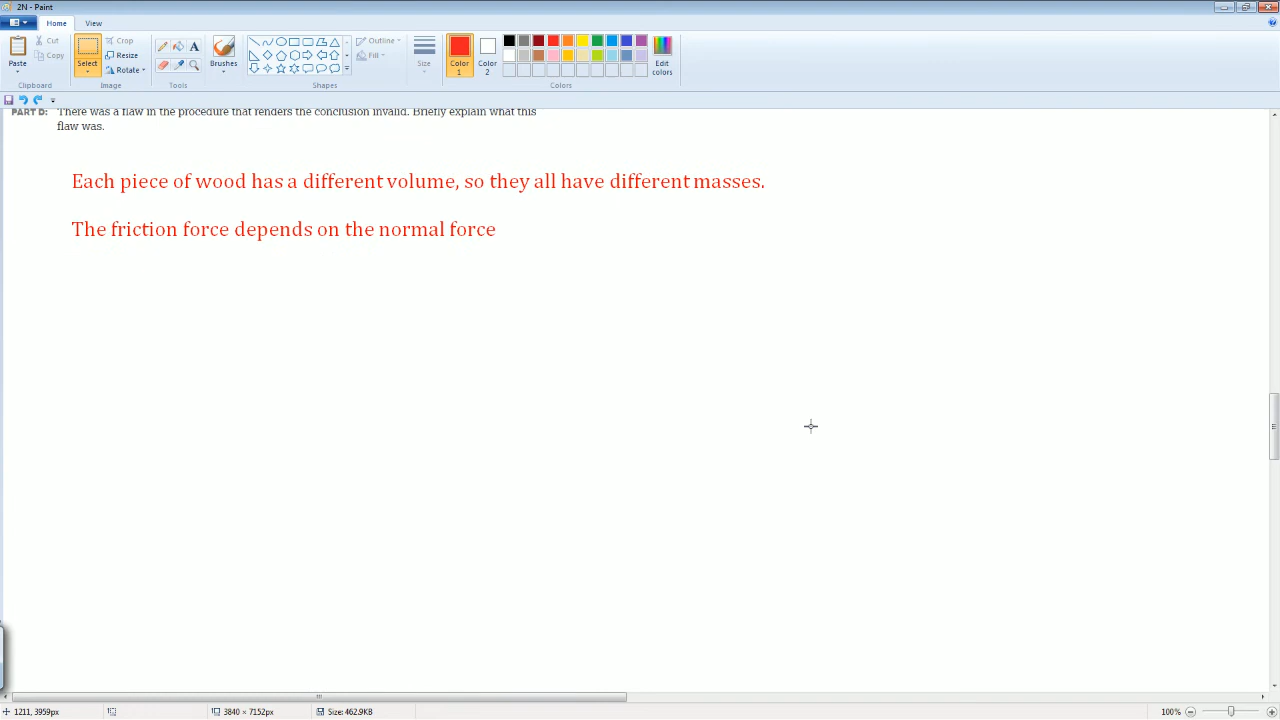 2N - Paint
Home
View
Paste
Cut
Copy
Clipboard
Select
Crop
Resize
Rotate
Image
A
Tools
Brushes
Shapes
Outline
Fill
Size
Color 1
Color 2
Edit colors
Colors
PART D: There was a flaw in the procedure that renders the conclusion invalid. Briefly explain what this
flaw was.
Each piece of wood has a different volume, so they all have different masses.
The friction force depends on the normal force
1211, 3959px
3840 × 7152px
Size: 462.9KB
100%